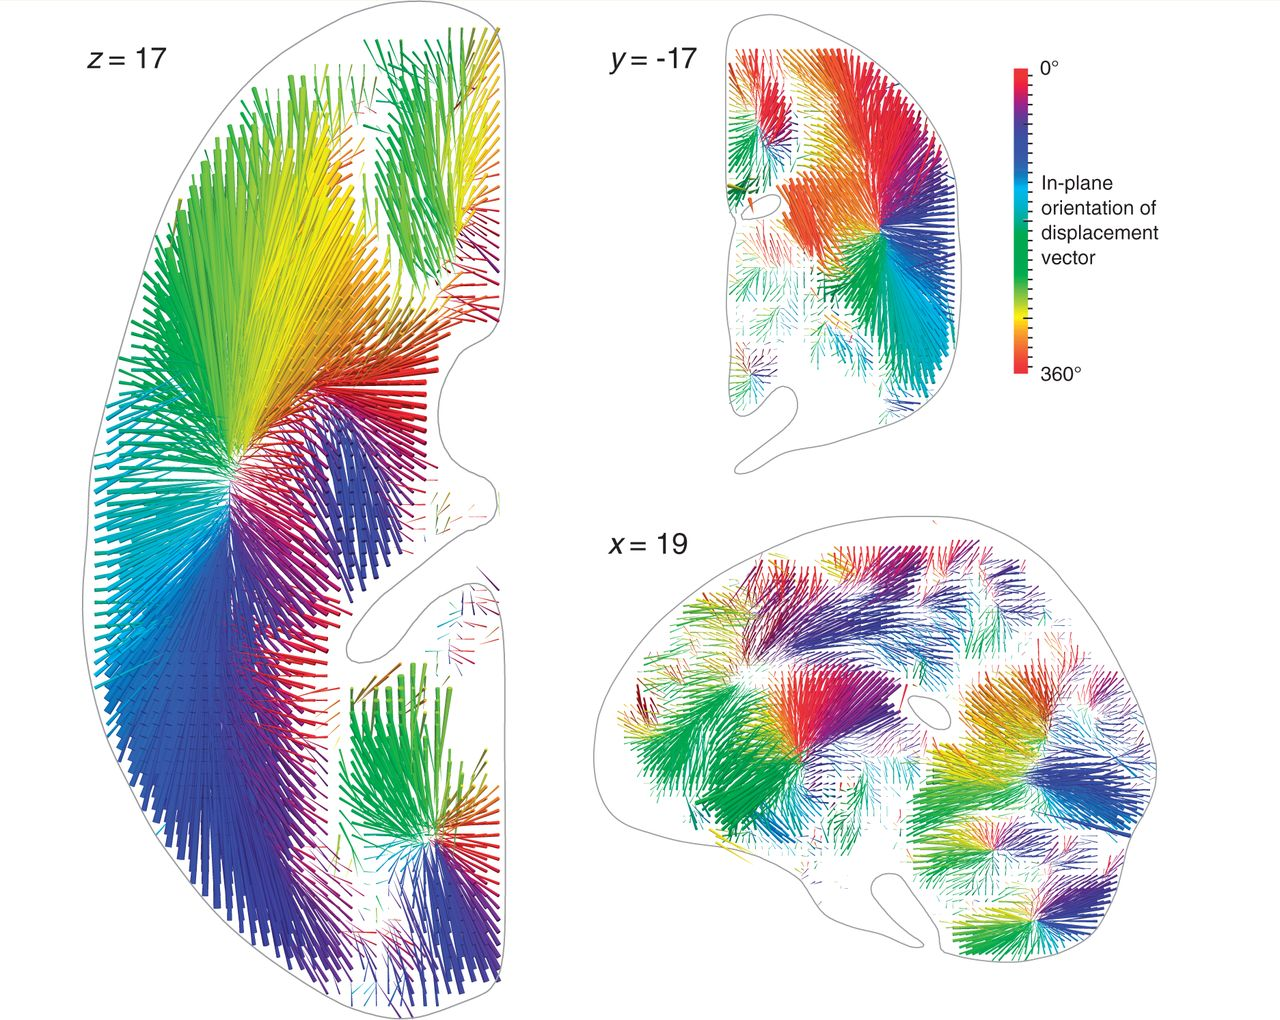 z = 17
y = -17
0°
In-plane
orientation of
displacement
vector
360°
x = 19